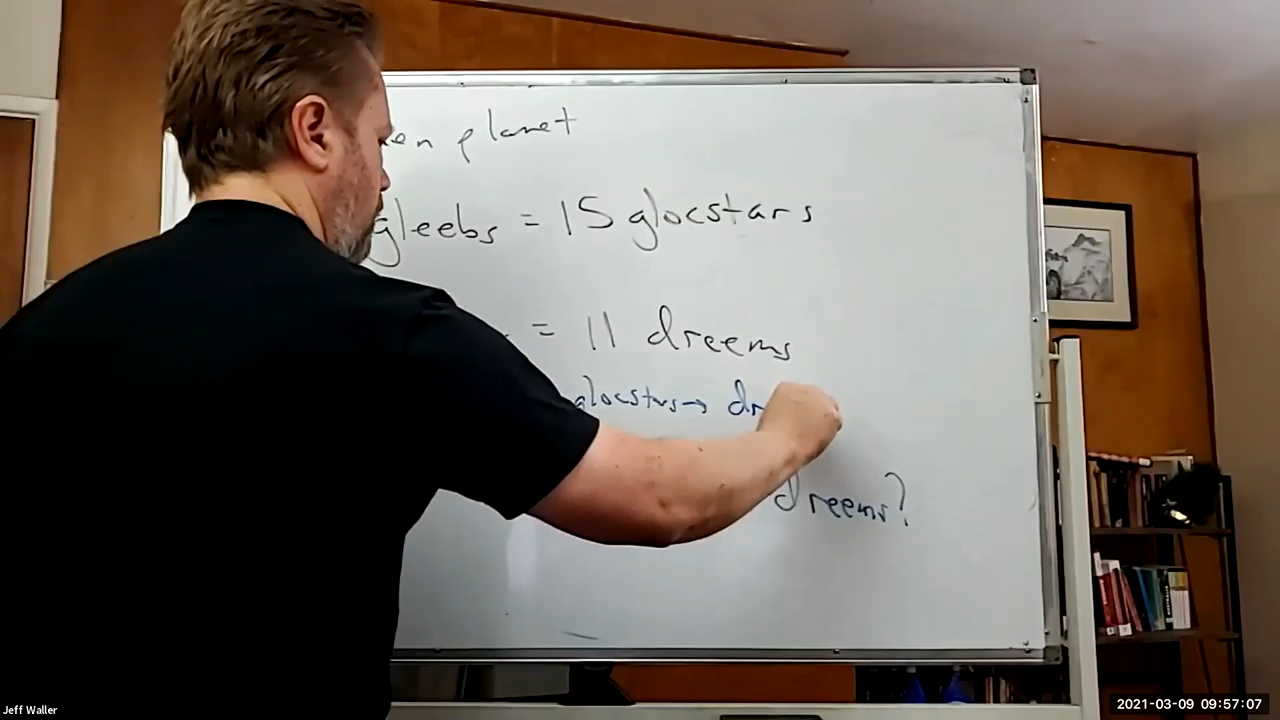 en planet
gleebs = 15 glocstars
= 11 dreems
glocstars → dr
dreems?
Jeff Waller
2021-03-09 09:57:07